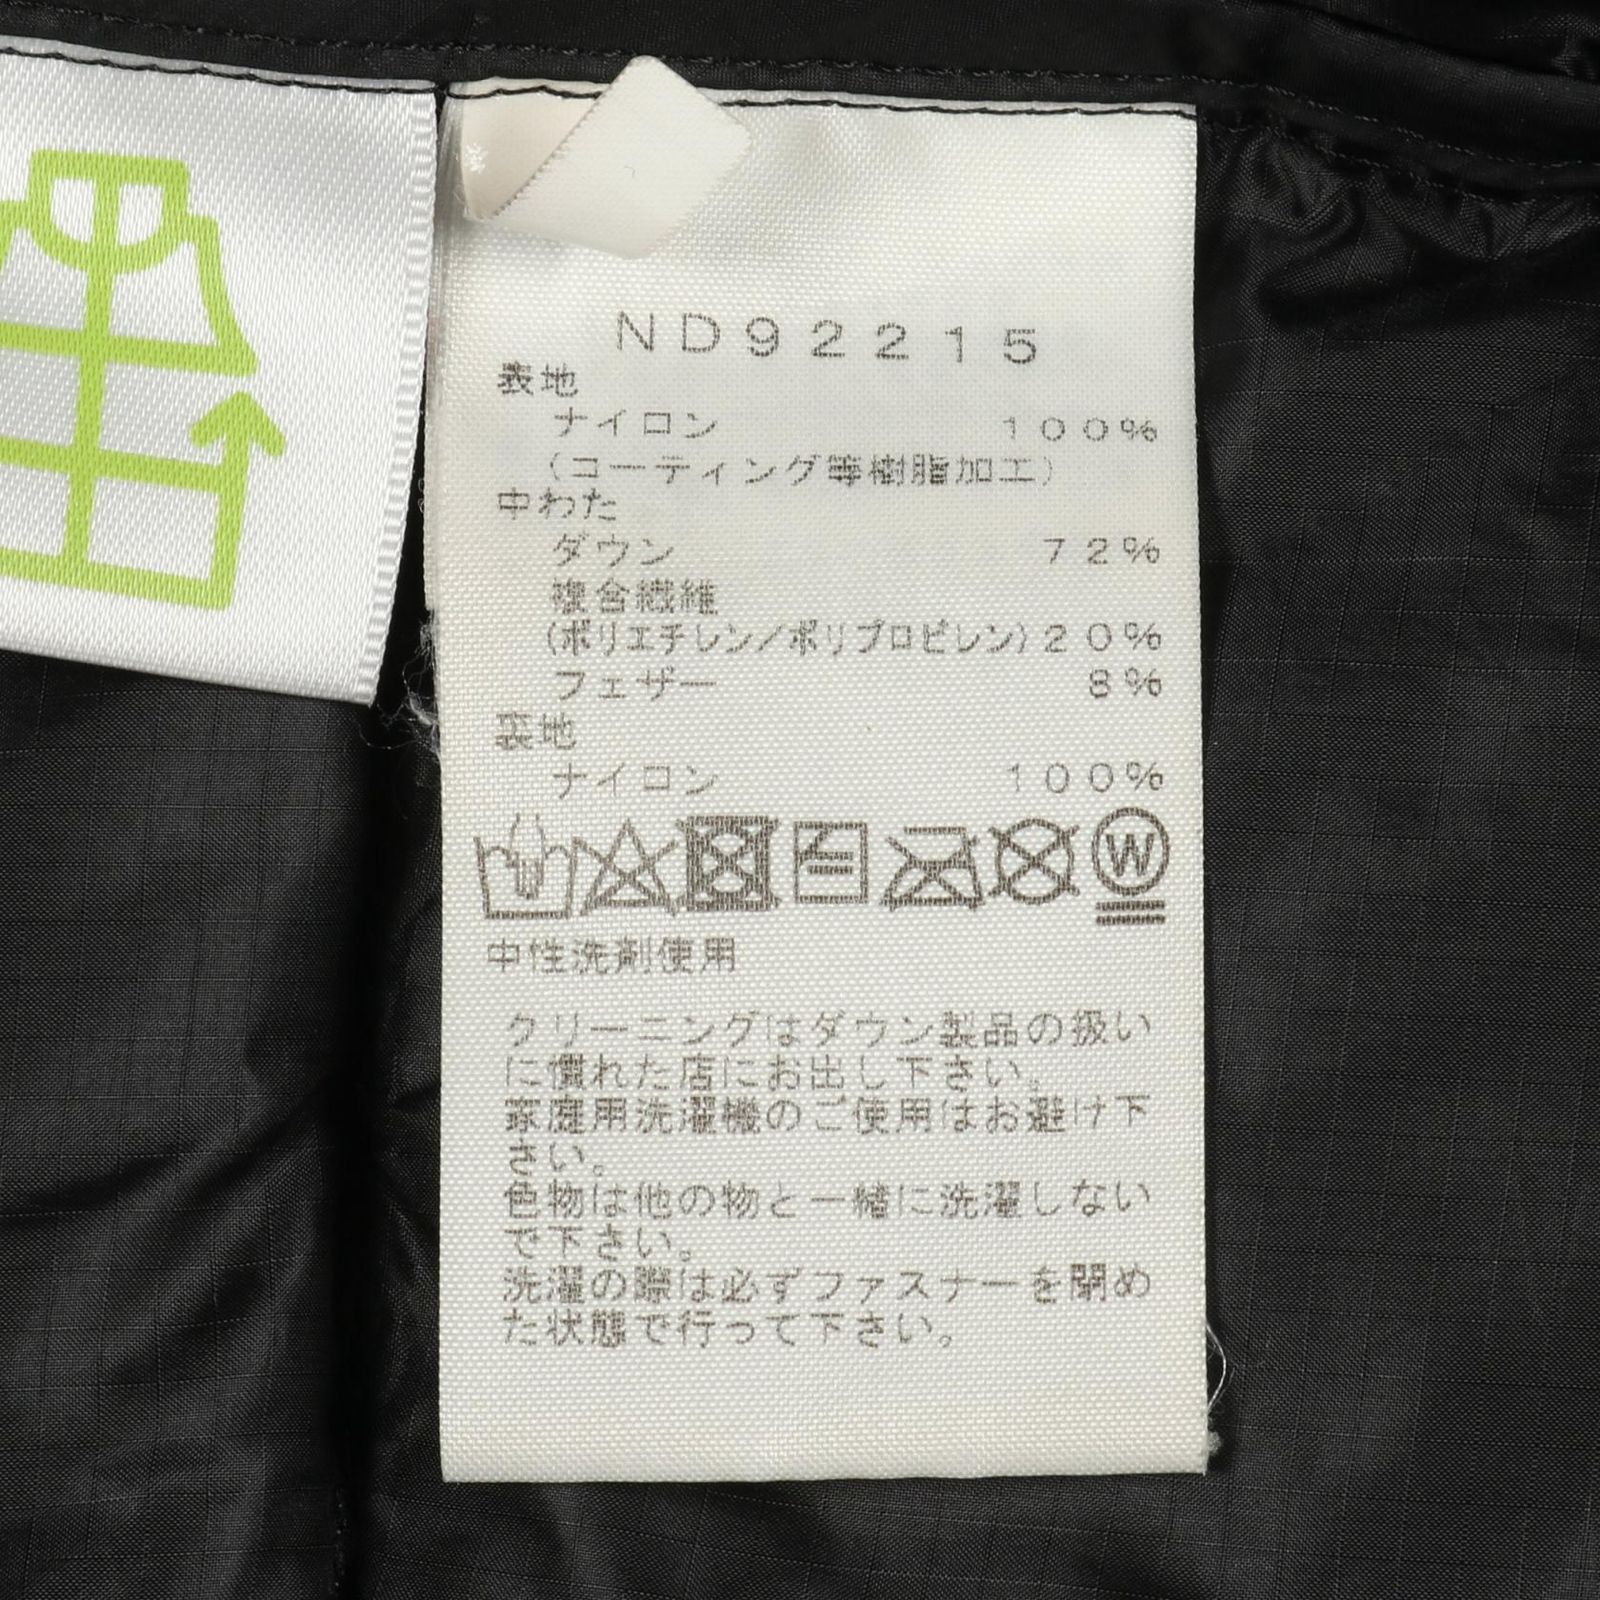 ND92215
表地
ナイロン 100%
(コーティング等樹脂加工)
中わた
ダウン 72%
複合繊維
(ポリエチレン/ポリプロピレン)20%
フェザー 8%
裏地
ナイロン 100%
W
中性洗剤使用
クリーニングはダウン製品の扱い
に慣れた店にお出し下さい。
家庭用洗濯機のご使用はお避け下
さい。
色物は他の物と一緒に洗濯しない
で下さい。
洗濯の際は必ずファスナーを閉め
た状態で行って下さい。